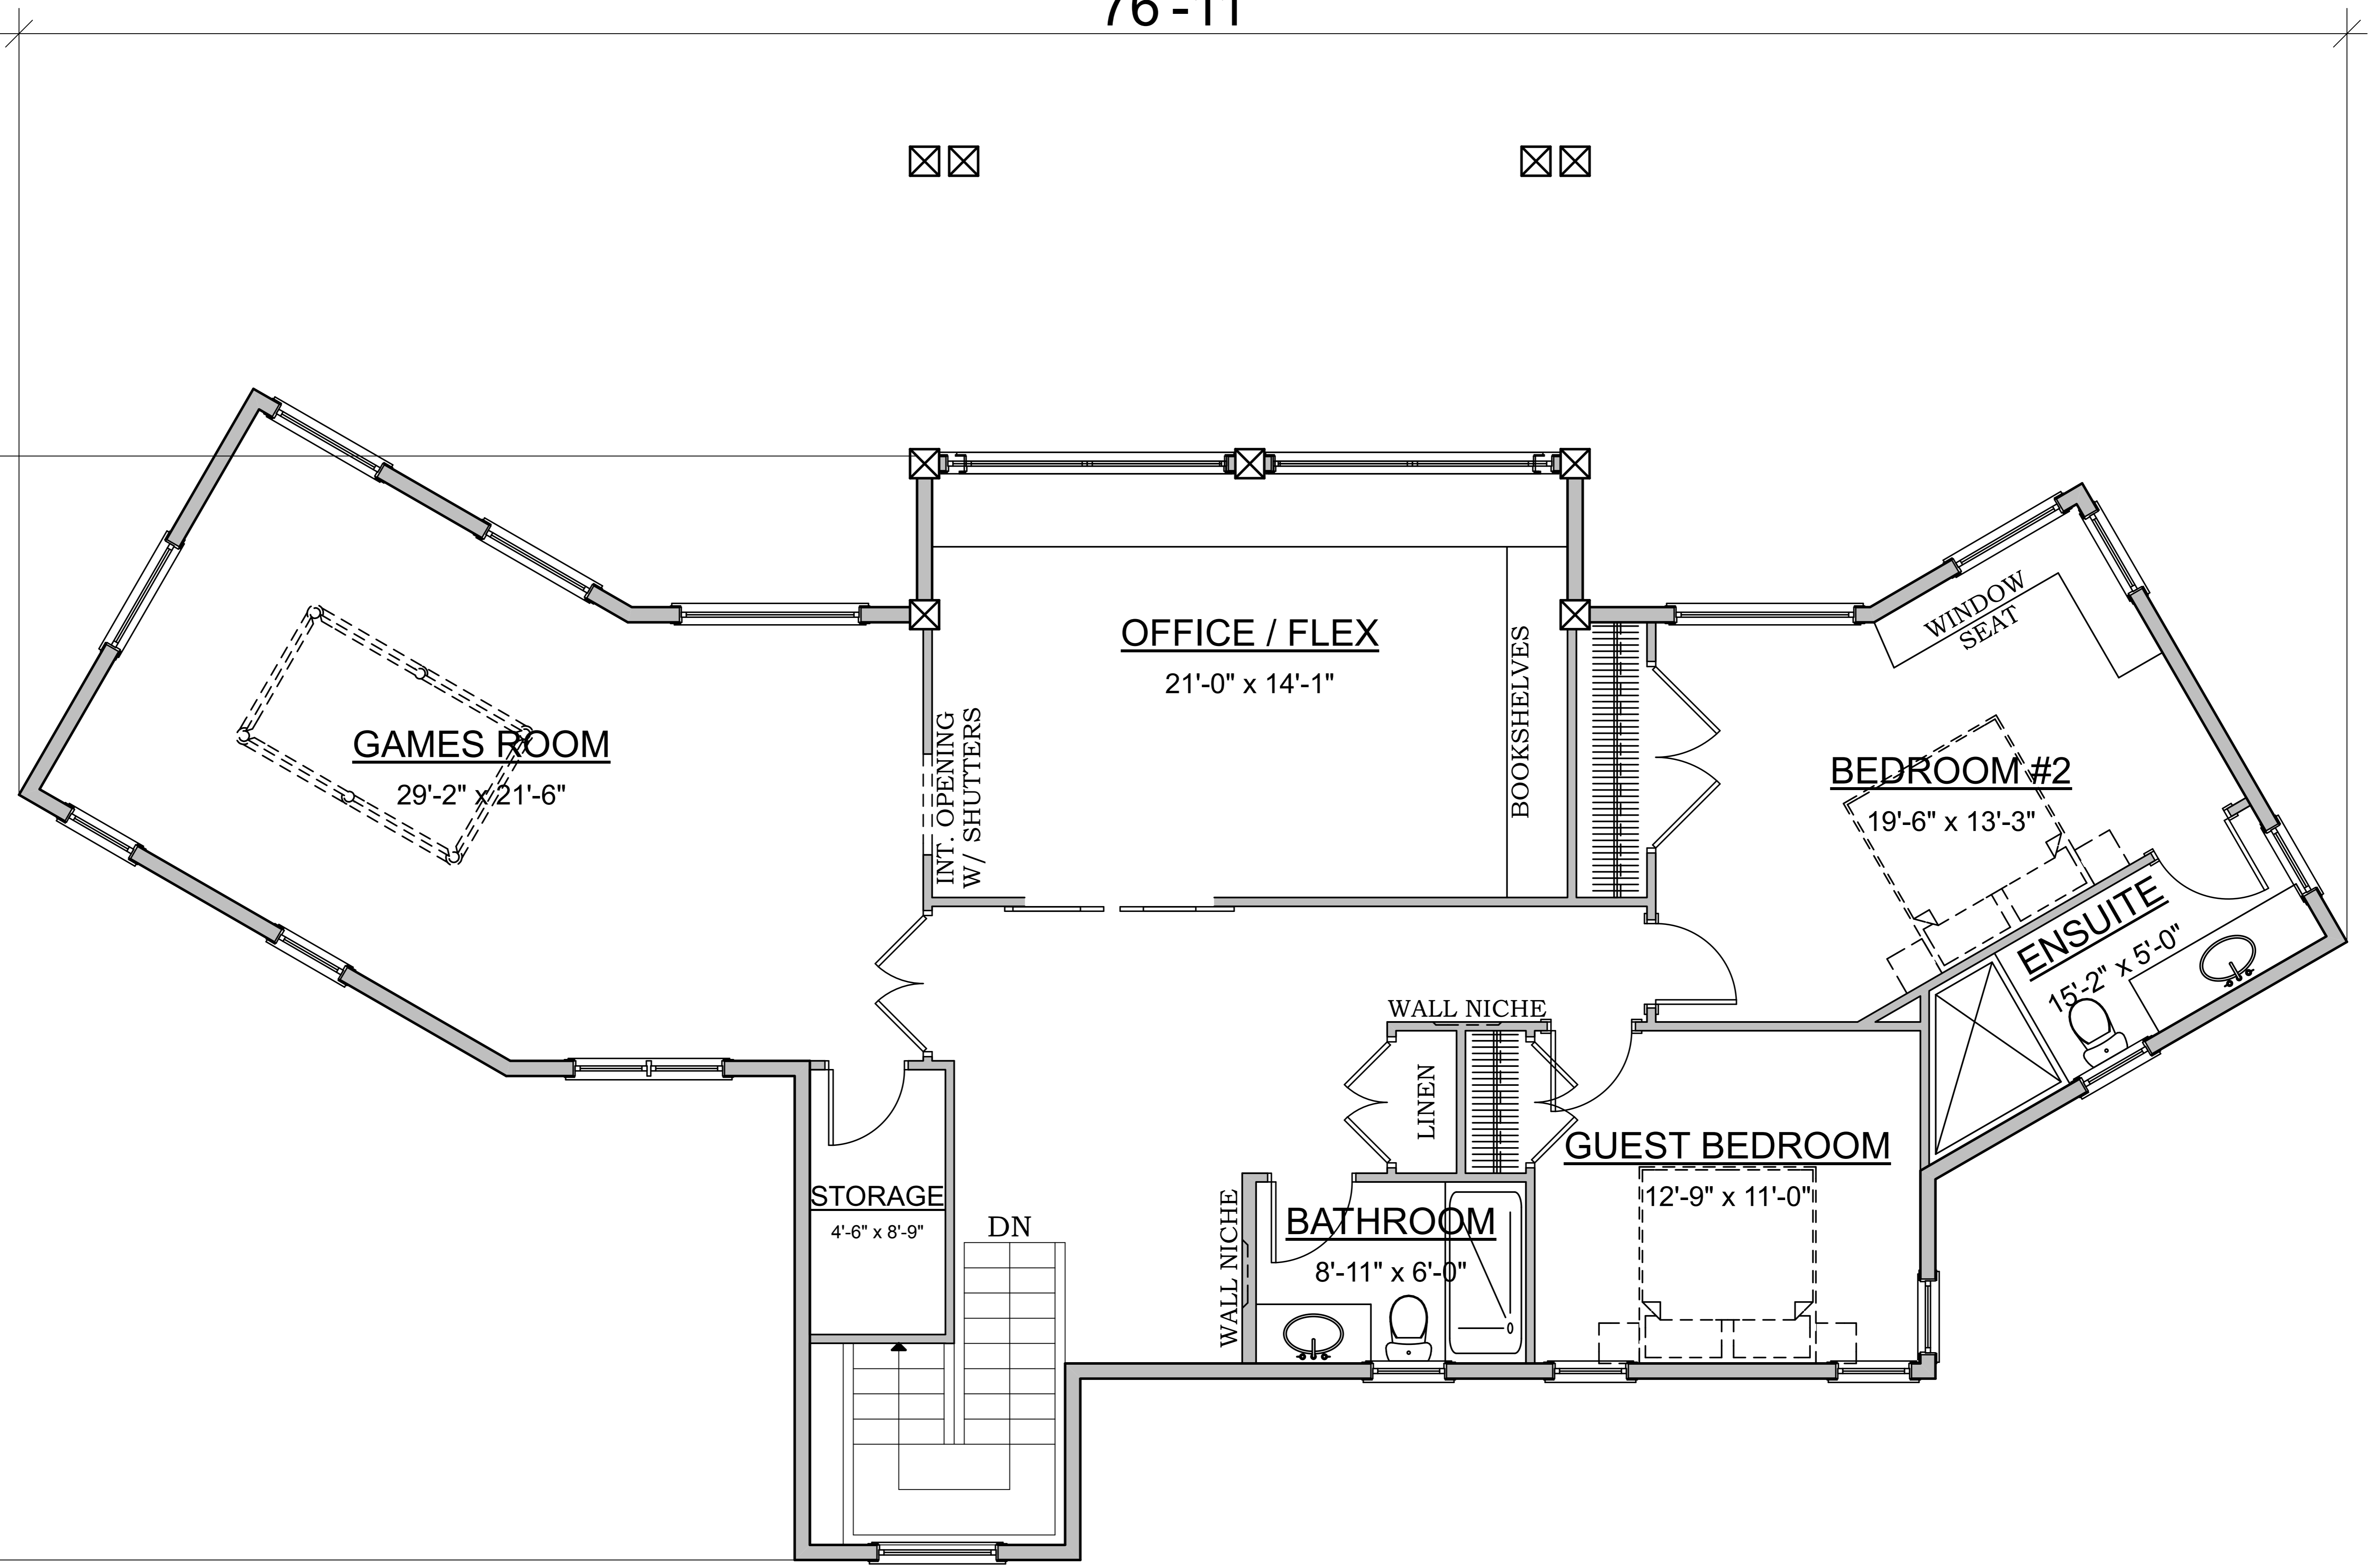 76'-11
OFFICE / FLEX
21'-0" x 14'-1"
BOOKSHELVES
INT. OPENING
W/ SHUTTERS
GAMES ROOM
29'-2" x 21'-6"
WINDOW
SEAT
BEDROOM #2
19'-6" x 13'-3"
ENSUITE
15'-2" x 5'-0"
WALL NICHE
LINEN
GUEST BEDROOM
12'-9" x 11'-0"
STORAGE
4'-6" x 8'-9"
DN
WALL NICHE
BATHROOM
8'-11" x 6'-0"